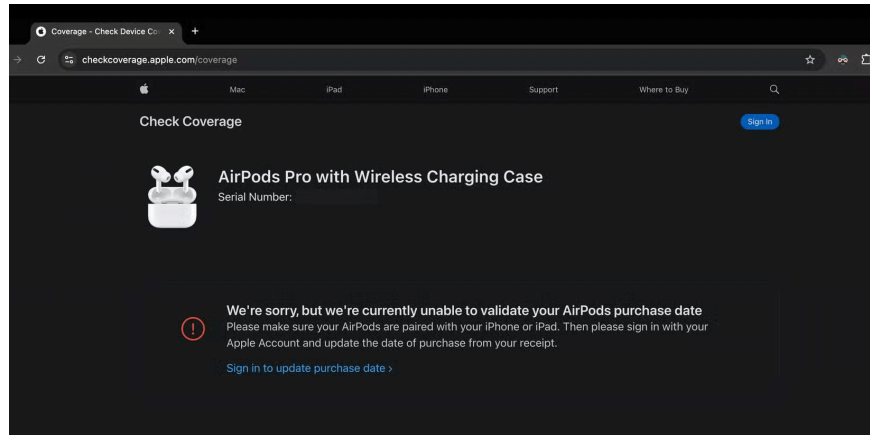 Coverage - Check Device Co
checkcoverage.apple.com/coverage
Mac iPad iPhone Support Where to Buy
Check Coverage
Sign In
AirPods Pro with Wireless Charging Case
Serial Number:
We're sorry, but we're currently unable to validate your AirPods purchase date
Please make sure your AirPods are paired with your iPhone or iPad. Then please sign in with your
Apple Account and update the date of purchase from your receipt.
Sign in to update purchase date >